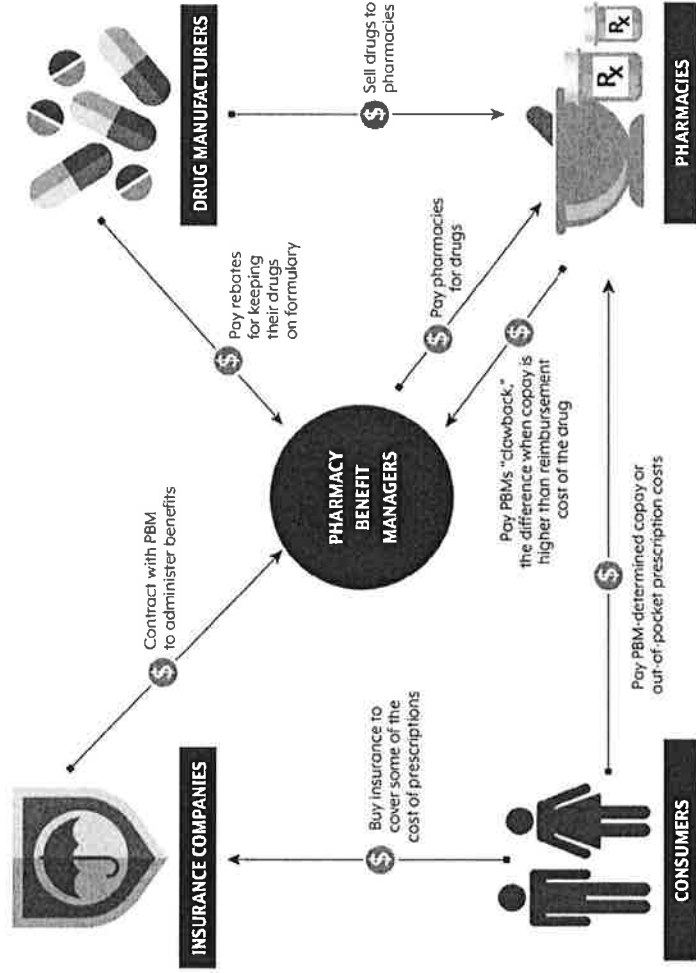 INSURANCE COMPANIES
Contract with PBM
to administer benefits
DRUG MANUFACTURERS
Pay rebates
for keeping
their drugs
on formulary
Sell drugs to
pharmacies
PHARMACY
BENEFIT
MANAGERS
Pay pharmacies
for drugs
Pay PBMs "clawback,"
the difference when copay is
higher than reimbursement
cost of the drug
Buy insurance to
cover some of the
cost of prescriptions
Pay PBM-determined copay or
out-of-pocket prescription costs
CONSUMERS
PHARMACIES
Rx
Rx
$
$
$
$
$
$
$